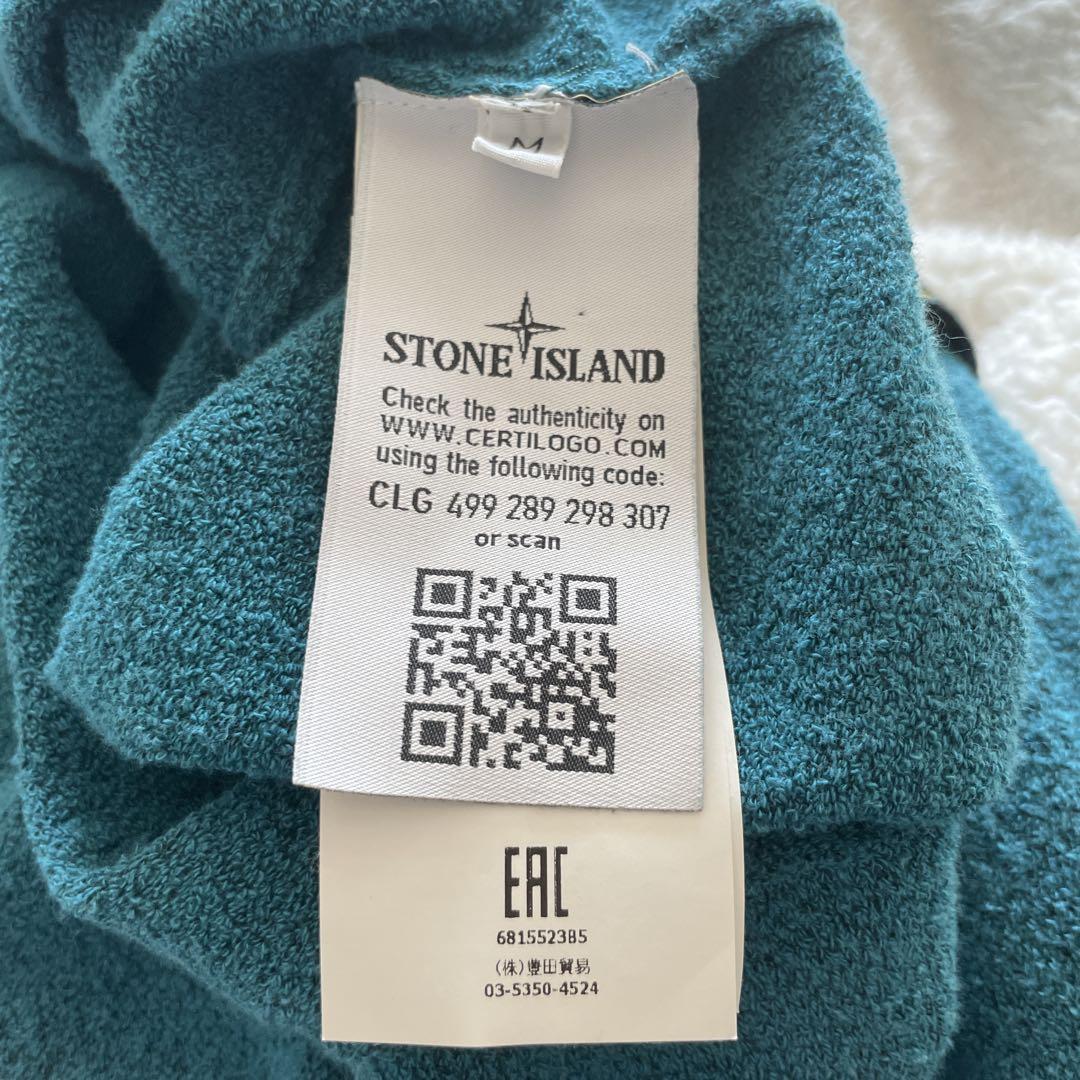 M
STONE ISLAND
Check the authenticity on
WWW.CERTILOGO.COM
using the following code:
CLG 499 289 298 307
or scan
EAC
6815523B5
(株)豊田貿易
03-5350-4524